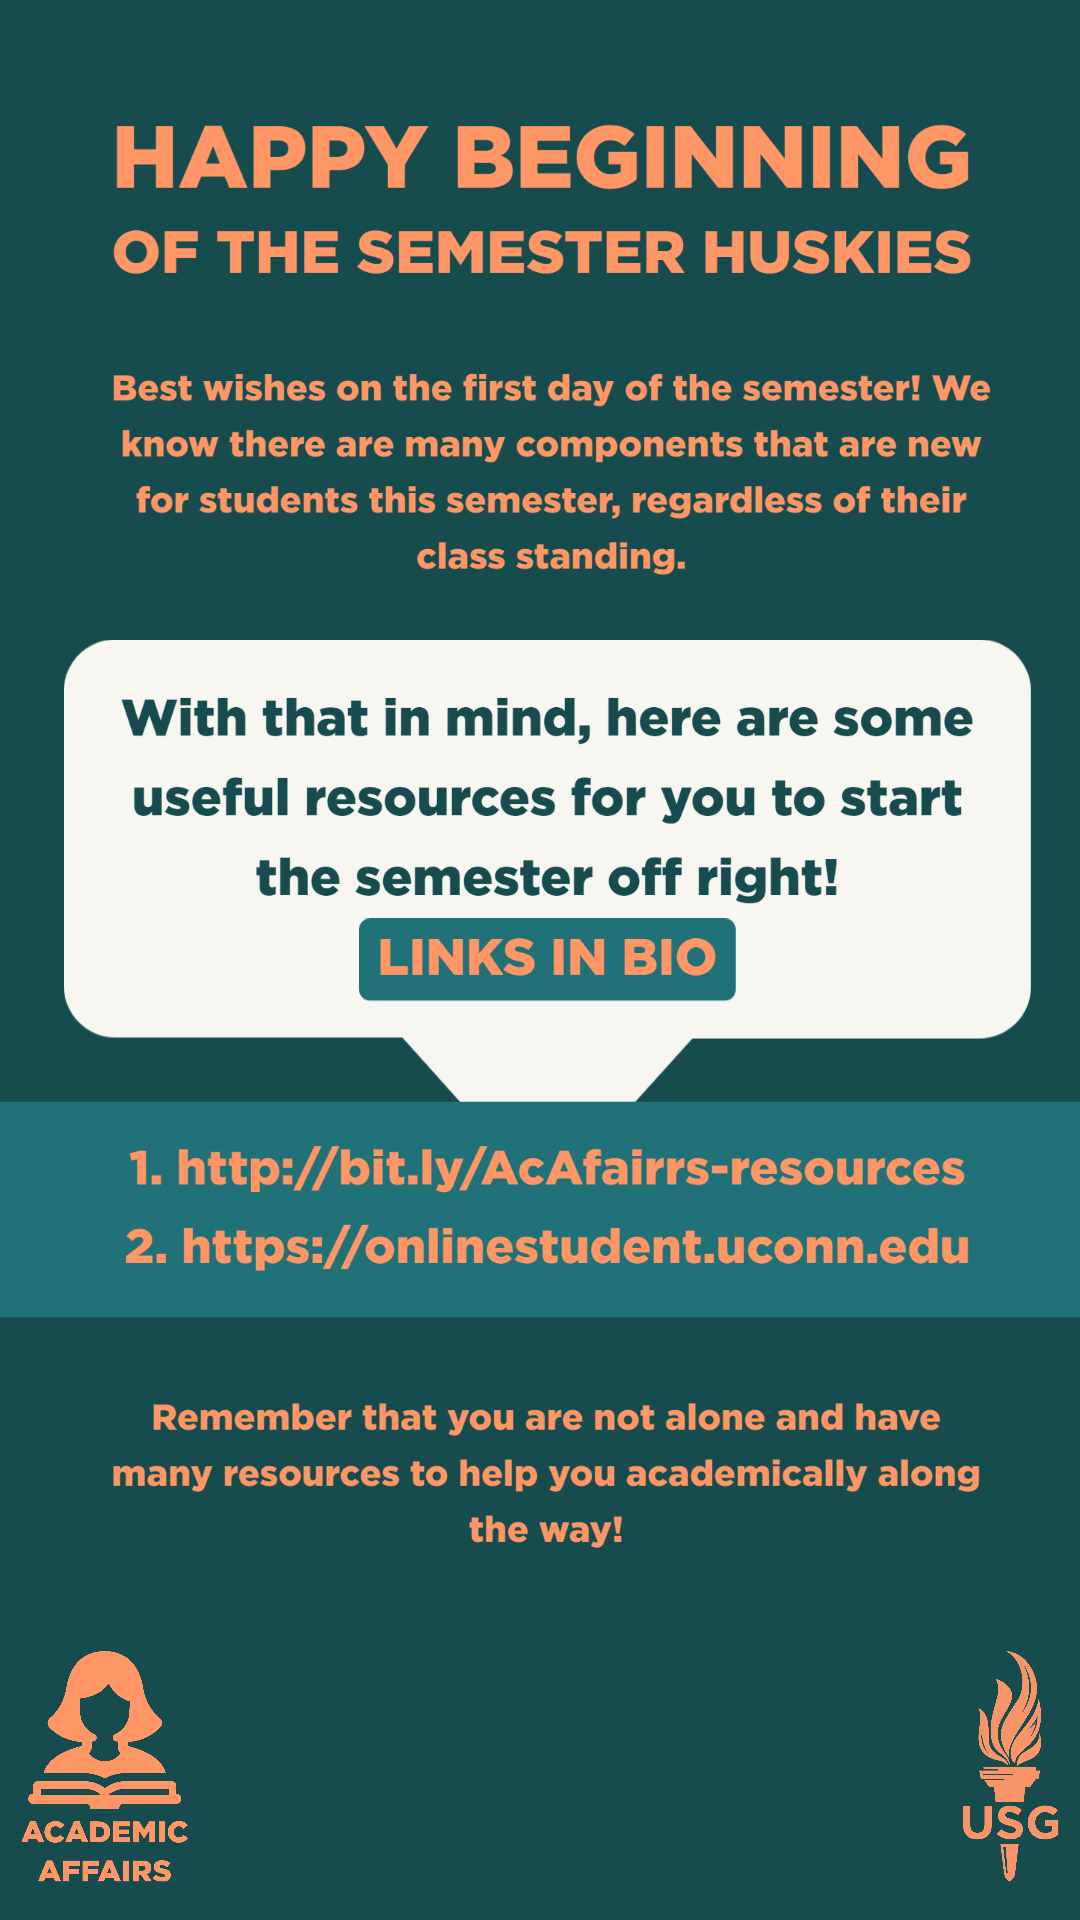 HAPPY BEGINNING
OF THE SEMESTER HUSKIES
Best wishes on the first day of the semester! We
know there are many components that are new
for students this semester, regardless of their
class standing.
With that in mind, here are some
useful resources for you to start
the semester off right!
LINKS IN BIO
1. http://bit.ly/AcAfairrs-resources
2. https://onlinestudent.uconn.edu
Remember that you are not alone and have
many resources to help you academically along
the way!
ACADEMIC
AFFAIRS
USG